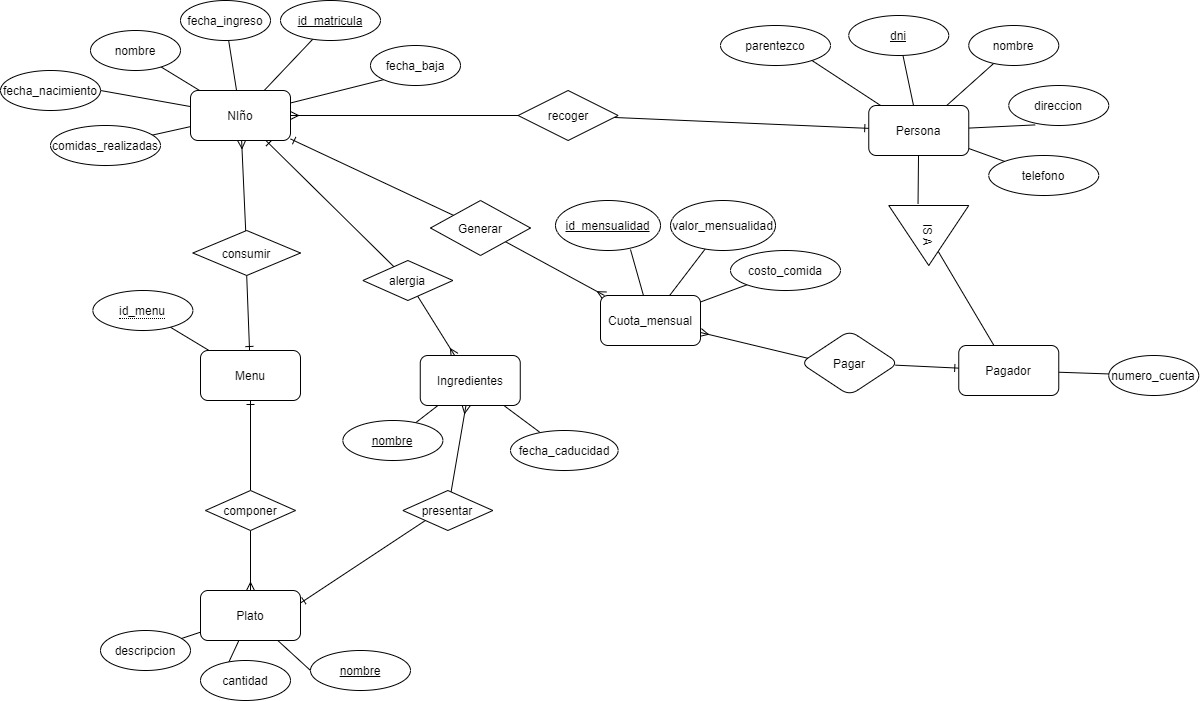 fecha_ingreso
id_matricula
nombre
fecha_baja
fecha_nacimiento
NIño
comidas_realizadas
recoger
parentezco
dni
nombre
direccion
Persona
telefono
IS A
consumir
Generar
alergia
id_mensualidad
valor_mensualidad
costo_comida
id_menu
Cuota_mensual
Menu
Ingredientes
Pagar
Pagador
numero_cuenta
nombre
fecha_caducidad
componer
presentar
Plato
descripcion
cantidad
nombre